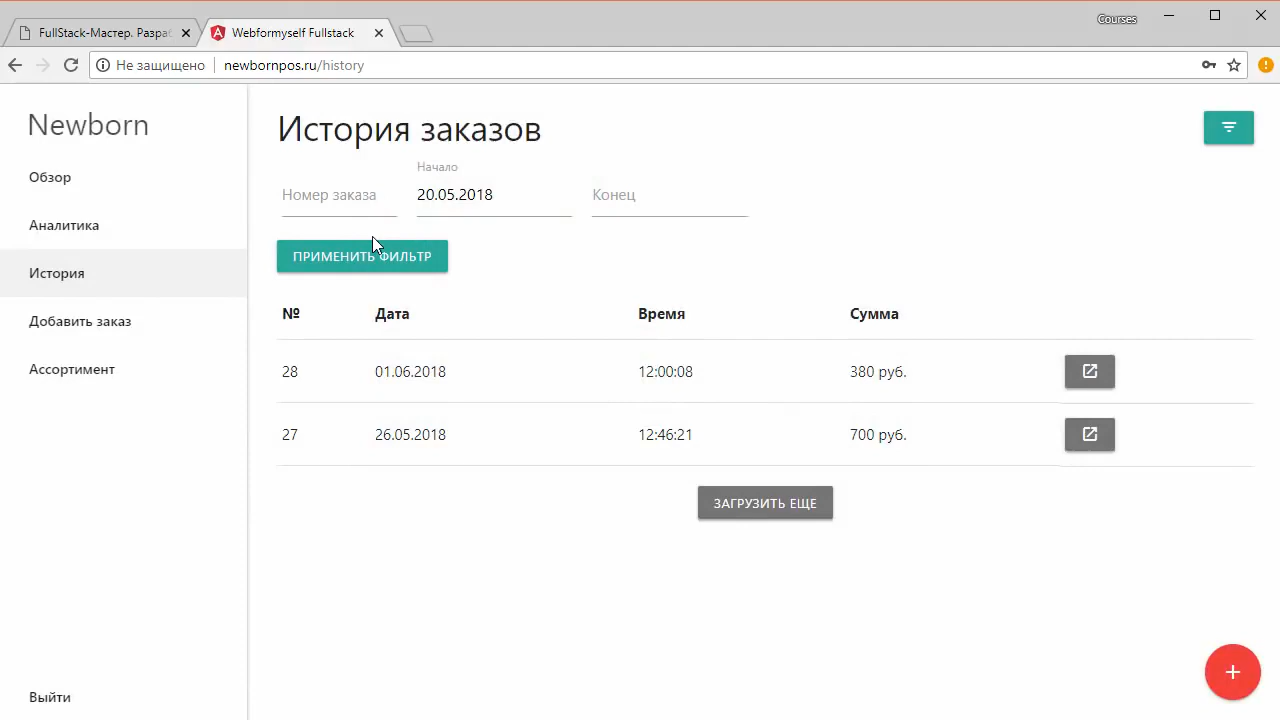 FullStack-Мастер. Разраб
Webformyself Fullstack
Courses
Не защищено
newbornpos.ru/history
Newborn
Обзор
Аналитика
История
Добавить заказ
Ассортимент
Выйти
История заказов
Номер заказа
Начало
20.05.2018
Конец
ПРИМЕНИТЬ ФИЛЬТР
№ Дата Время Сумма
28 01.06.2018 12:00:08 380 руб.
27 26.05.2018 12:46:21 700 руб.
ЗАГРУЗИТЬ ЕЩЕ